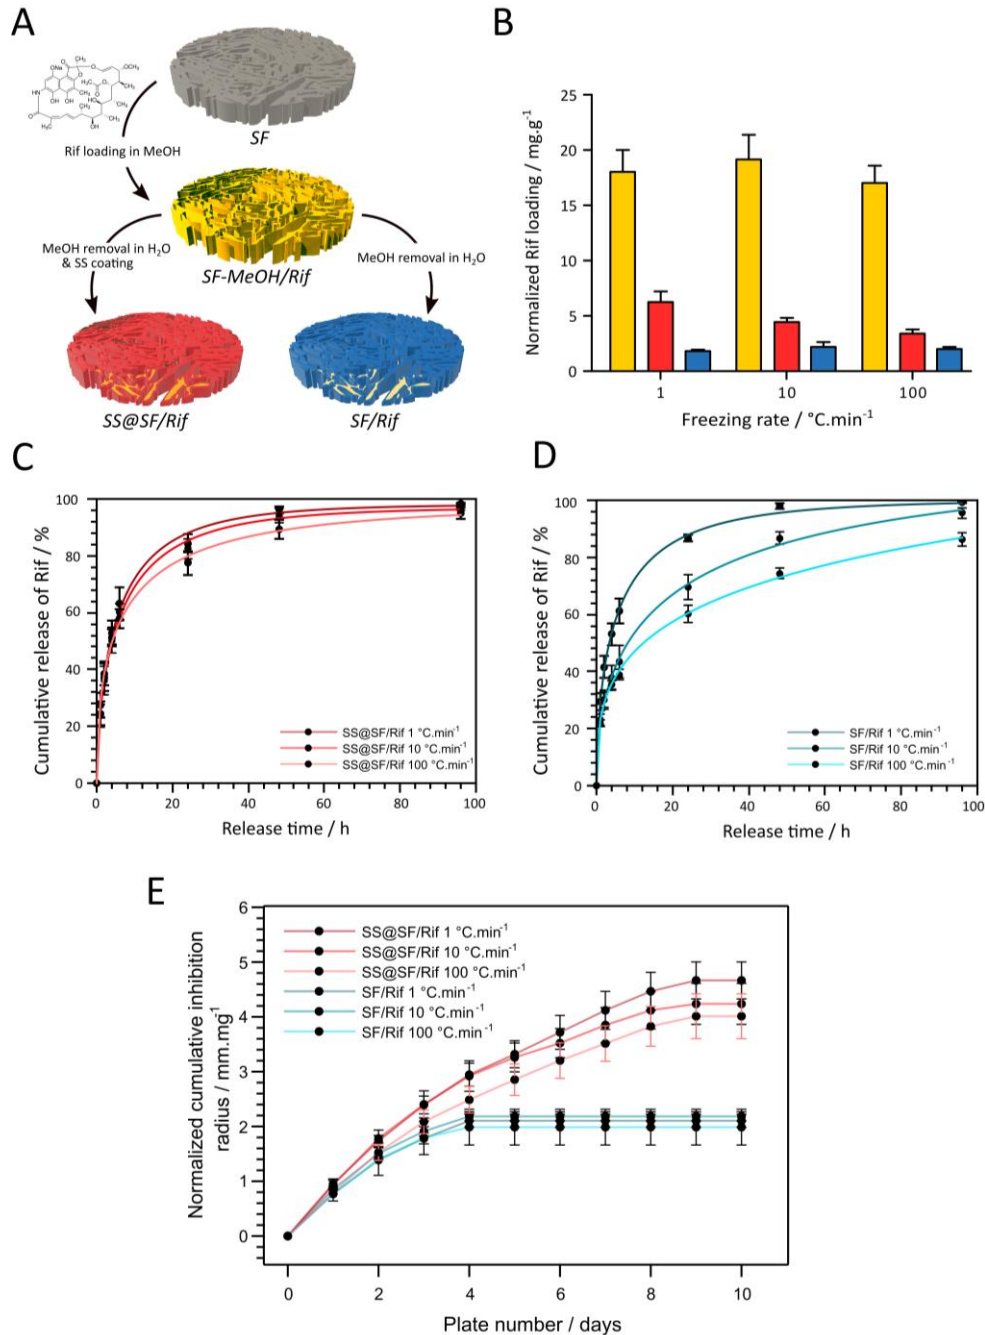 A
SF
Rif loading in MeOH
SF-MeOH/Rif
MeOH removal in H₂O
& SS coating
MeOH removal in H₂O
SS@SF/Rif
SF/Rif
B
Normalized Rif loading / mg.g⁻¹
25
20
15
10
5
0
1
10
100
Freezing rate / °C.min⁻¹
C
Cumulative release of Rif / %
100
80
60
40
20
0
SS@SF/Rif 1 °C.min⁻¹
SS@SF/Rif 10 °C.min⁻¹
SS@SF/Rif 100 °C.min⁻¹
0 20 40 60 80 100
Release time / h
D
Cumulative release of Rif / %
100
80
60
40
20
0
SF/Rif 1 °C.min⁻¹
SF/Rif 10 °C.min⁻¹
SF/Rif 100 °C.min⁻¹
0 20 40 60 80 100
Release time / h
E
Normalized cumulative inhibition
radius / mm.mg⁻¹
6
5
4
3
2
1
0
SS@SF/Rif 1 °C.min⁻¹
SS@SF/Rif 10 °C.min⁻¹
SS@SF/Rif 100 °C.min⁻¹
SF/Rif 1 °C.min⁻¹
SF/Rif 10 °C.min⁻¹
SF/Rif 100 °C.min⁻¹
0 2 4 6 8 10
Plate number / days